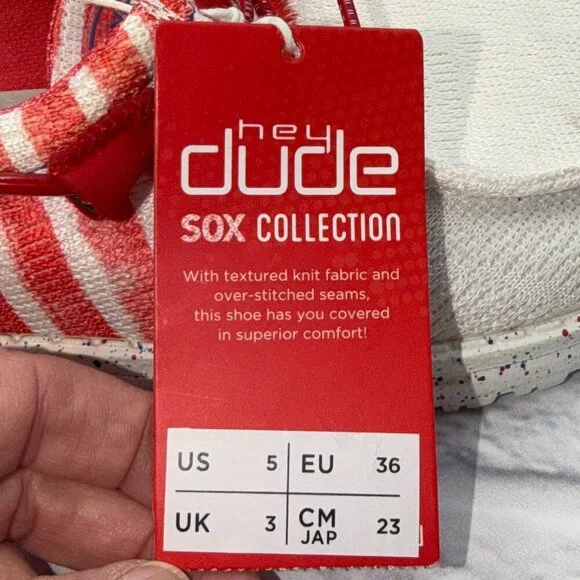 hey
dude
SOX COLLECTION
With textured knit fabric and
over-stitched seams,
this shoe has you covered
in superior comfort!
US 5 EU 36
UK 3 CM JAP 23